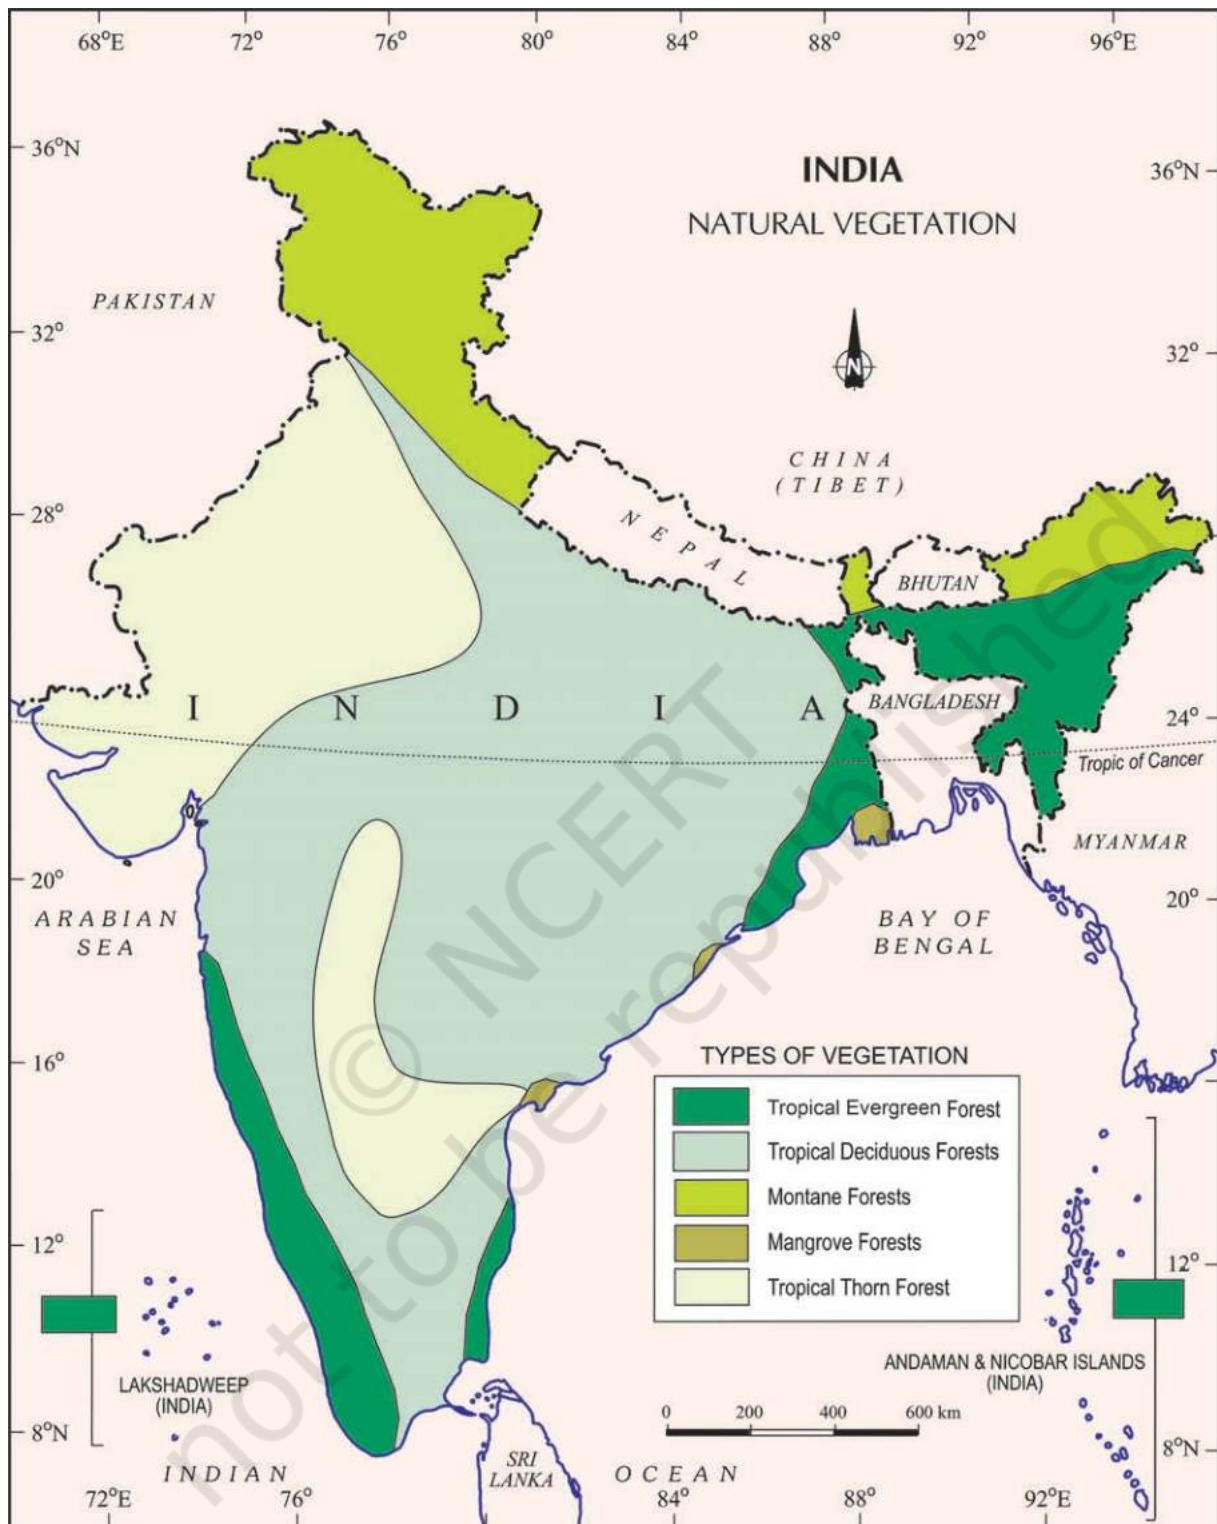 68°E 72° 76° 80° 84° 88° 92° 96°E
36°N
INDIA
36°N
NATURAL VEGETATION
PAKISTAN
32°
32°
N
CHINA
(TIBET)
28°
28°
NEPAL
BHUTAN
INDIA
BANGLADESH
24°
24°
Tropic of Cancer
MYANMAR
20°
20°
ARABIAN
SEA
BAY OF
BENGAL
16°
TYPES OF VEGETATION
Tropical Evergreen Forest
Tropical Deciduous Forests
Montane Forests
Mangrove Forests
Tropical Thorn Forest
12°
12°
LAKSHADWEEP
(INDIA)
ANDAMAN & NICOBAR ISLANDS
(INDIA)
0 200 400 600 km
8°N
8°N
INDIAN
SRI
LANKA
OCEAN
72°E 76° 84° 88° 92°E
© NCERT
not to be republished